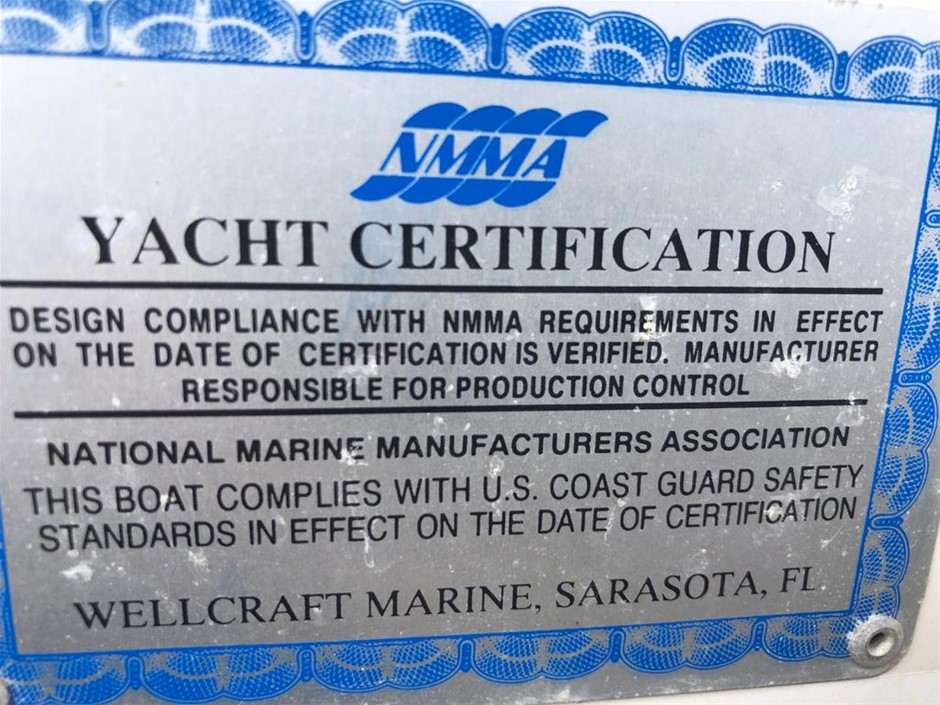 NMMA
YACHT CERTIFICATION
DESIGN COMPLIANCE WITH NMMA REQUIREMENTS IN EFFECT
ON THE DATE OF CERTIFICATION IS VERIFIED. MANUFACTURER
RESPONSIBLE FOR PRODUCTION CONTROL
NATIONAL MARINE MANUFACTURERS ASSOCIATION
THIS BOAT COMPLIES WITH U.S. COAST GUARD SAFETY
STANDARDS IN EFFECT ON THE DATE OF CERTIFICATION
WELLCRAFT MARINE, SARASOTA, FL